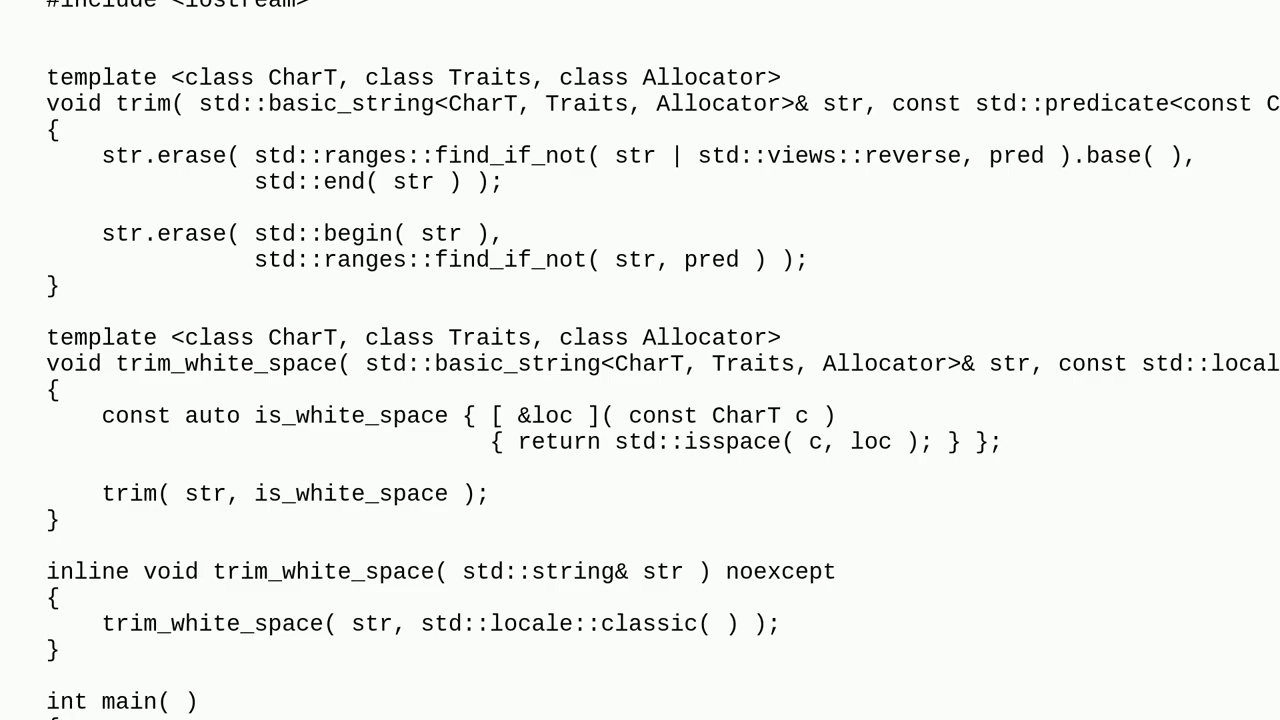 #include <iostream>
template <class CharT, class Traits, class Allocator>
void trim( std::basic_string<CharT, Traits, Allocator>& str, const std::predicate<const C
{
    str.erase( std::ranges::find_if_not( str | std::views::reverse, pred ).base( ),
               std::end( str ) );
    str.erase( std::begin( str ),
               std::ranges::find_if_not( str, pred ) );
}
template <class CharT, class Traits, class Allocator>
void trim_white_space( std::basic_string<CharT, Traits, Allocator>& str, const std::local
{
    const auto is_white_space { [ &loc ]( const CharT c )
                                { return std::isspace( c, loc ); } };
    trim( str, is_white_space );
}
inline void trim_white_space( std::string& str ) noexcept
{
    trim_white_space( str, std::locale::classic( ) );
}
int main( )
{